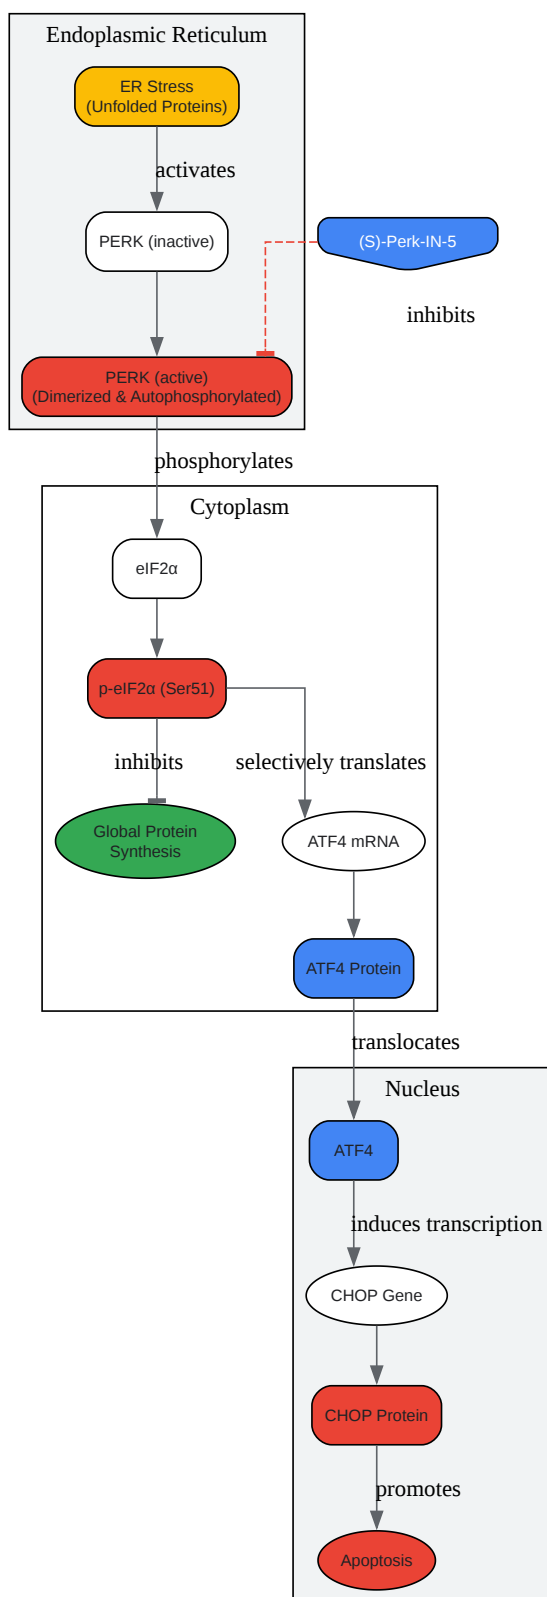 Endoplasmic Reticulum
ER Stress
(Unfolded Proteins)
activates
PERK (inactive)
(S)-Perk-IN-5
inhibits
PERK (active)
(Dimerized & Autophosphorylated)
phosphorylates
Cytoplasm
eIF2α
p-eIF2α (Ser51)
inhibits
selectively translates
Global Protein
Synthesis
ATF4 mRNA
ATF4 Protein
translocates
Nucleus
ATF4
induces transcription
CHOP Gene
CHOP Protein
promotes
Apoptosis